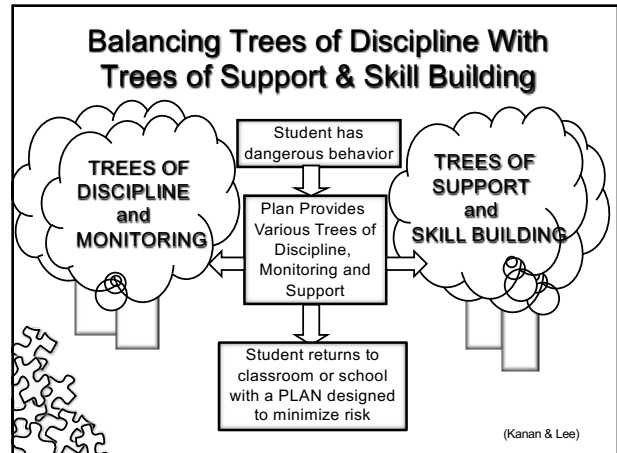 Balancing Trees of Discipline With
Trees of Support & Skill Building
Student has
dangerous behavior
TREES OF
DISCIPLINE
and
MONITORING
Plan Provides
Various Trees of
Discipline,
Monitoring and
Support
TREES OF
SUPPORT
and
SKILL BUILDING
Student returns to
classroom or school
with a PLAN designed
to minimize risk
(Kanan & Lee)